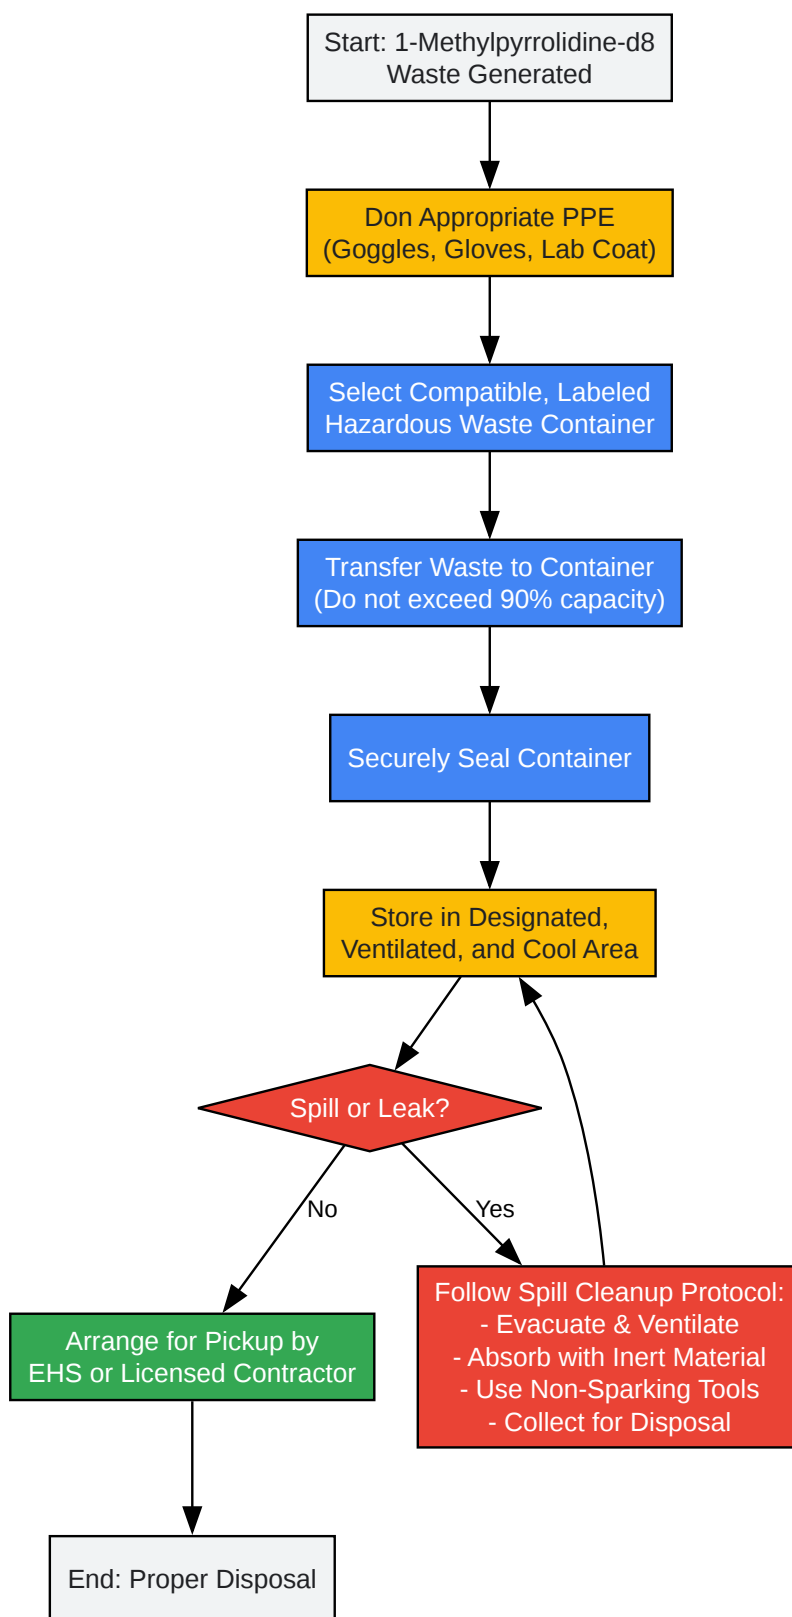 Start: 1-Methylpyrrolidine-d8
Waste Generated
Don Appropriate PPE
(Goggles, Gloves, Lab Coat)
Select Compatible, Labeled
Hazardous Waste Container
Transfer Waste to Container
(Do not exceed 90% capacity)
Securely Seal Container
Store in Designated,
Ventilated, and Cool Area
Spill or Leak?
No
Yes
Follow Spill Cleanup Protocol:
- Evacuate & Ventilate
- Absorb with Inert Material
- Use Non-Sparking Tools
- Collect for Disposal
Arrange for Pickup by
EHS or Licensed Contractor
End: Proper Disposal